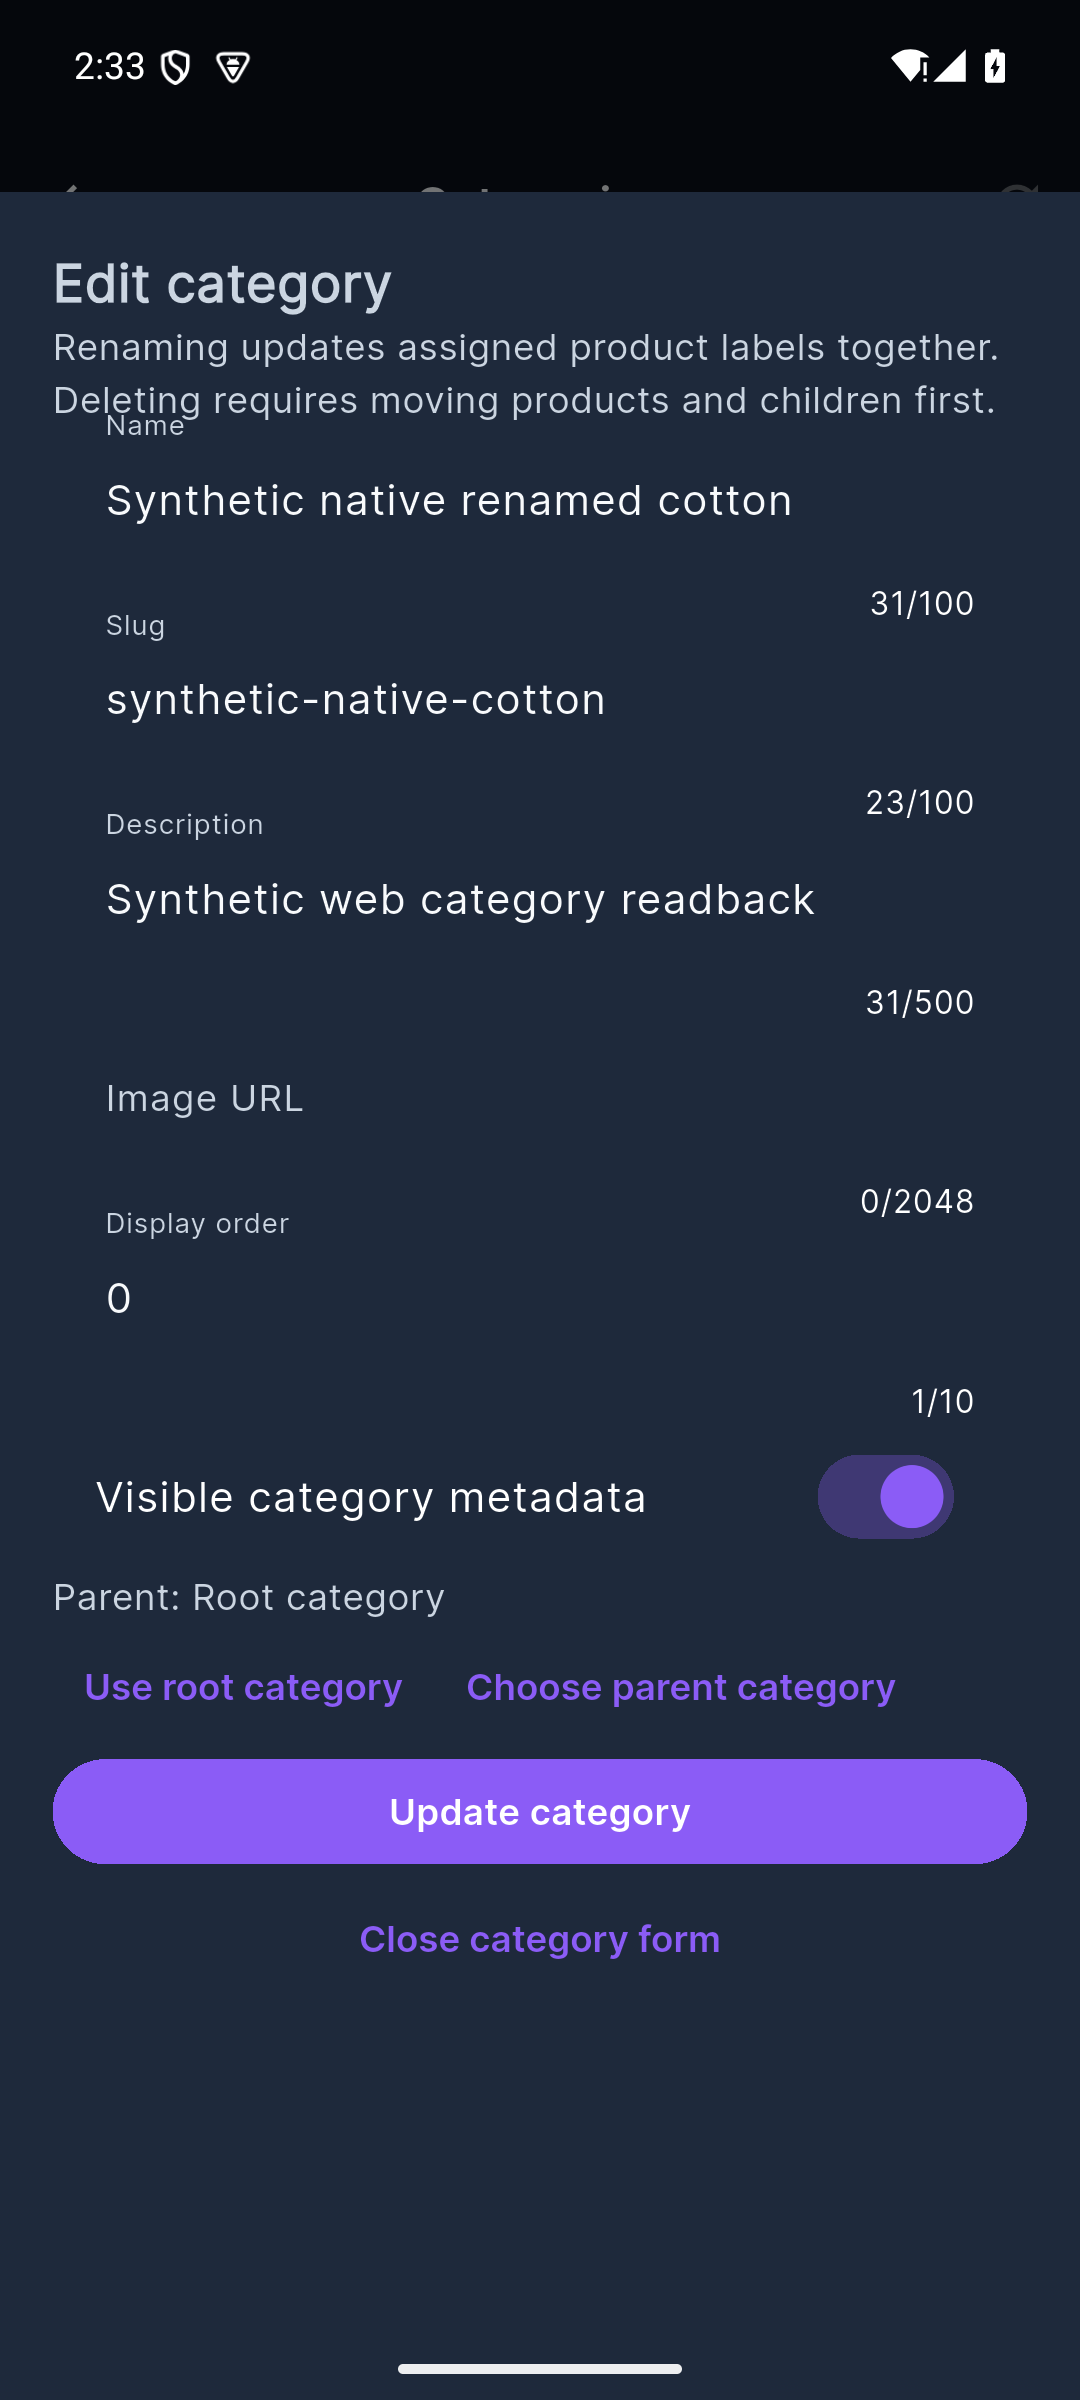 2:33
Edit category
Renaming updates assigned product labels together.
Deleting requires moving products and children first.
Name
Synthetic native renamed cotton
31/100
Slug
synthetic-native-cotton
23/100
Description
Synthetic web category readback
31/500
Image URL
0/2048
Display order
0
1/10
Visible category metadata
Parent: Root category
Use root category
Choose parent category
Update category
Close category form